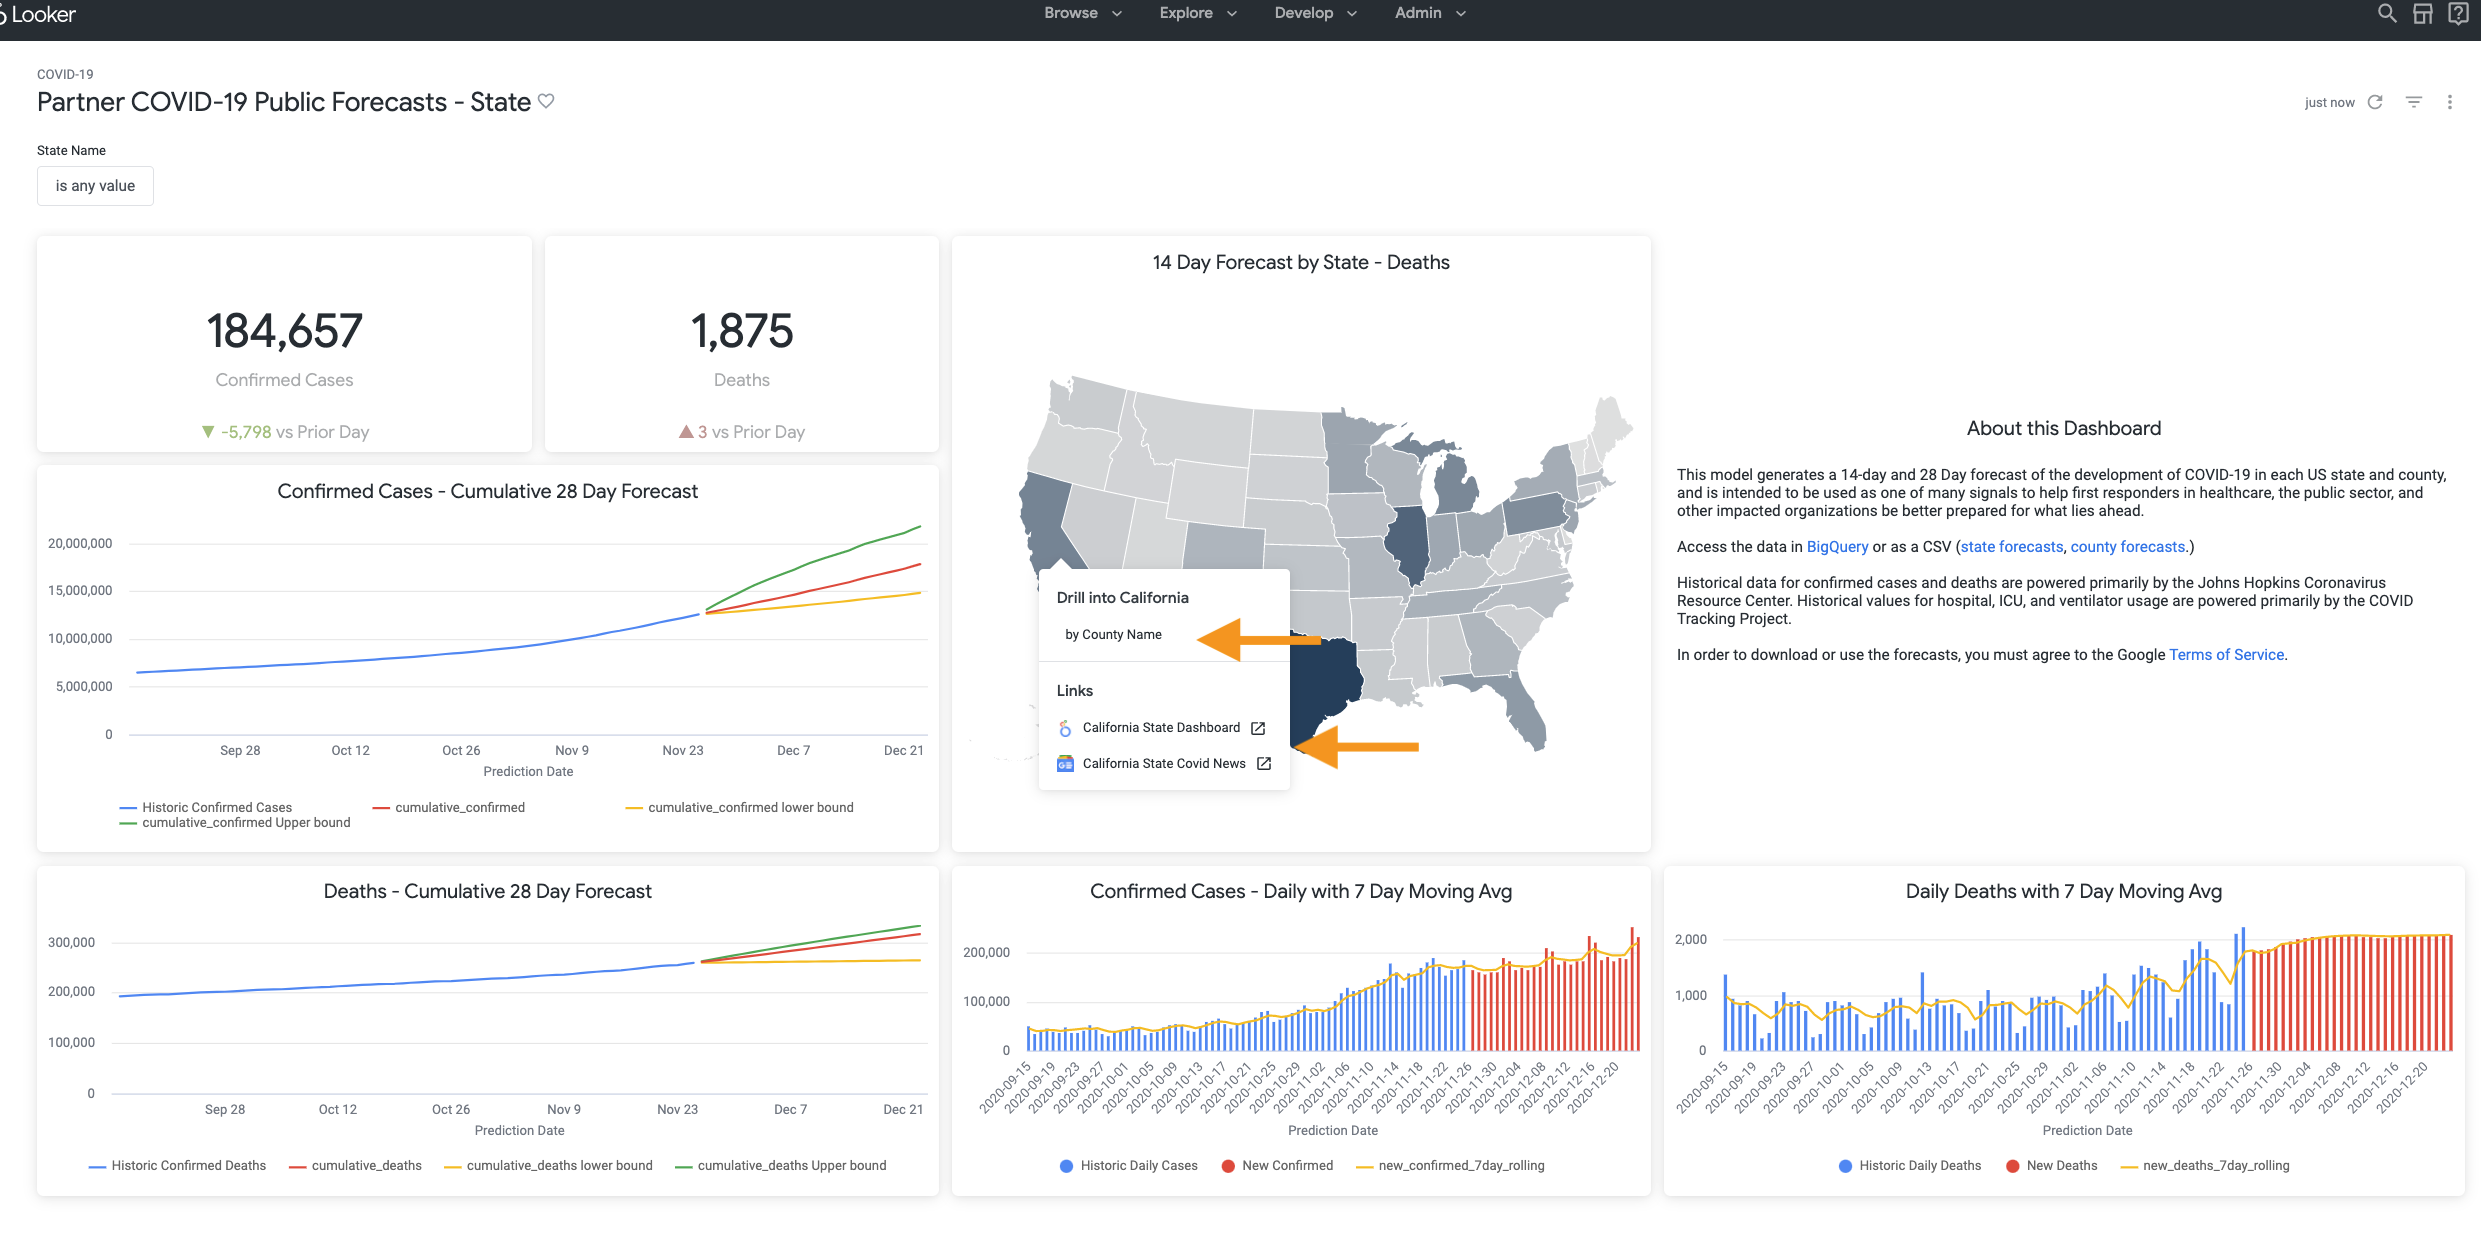 Looker
Browse
Explore
Develop
Admin
COVID-19
Partner COVID-19 Public Forecasts - State
just now
State Name
is any value
184,657
Confirmed Cases
-5,798 vs Prior Day
1,875
Deaths
3 vs Prior Day
Confirmed Cases - Cumulative 28 Day Forecast
20,000,000
15,000,000
10,000,000
5,000,000
0
Sep 28
Oct 12
Oct 26
Nov 9
Nov 23
Dec 7
Dec 21
Prediction Date
Historic Confirmed Cases
cumulative_confirmed
cumulative_confirmed lower bound
cumulative_confirmed Upper bound
14 Day Forecast by State - Deaths
Drill into California
by County Name
Links
California State Dashboard
California State Covid News
About this Dashboard
This model generates a 14-day and 28 Day forecast of the development of COVID-19 in each US state and county,
and is intended to be used as one of many signals to help first responders in healthcare, the public sector, and
other impacted organizations be better prepared for what lies ahead.
Access the data in BigQuery or as a CSV (state forecasts, county forecasts.)
Historical data for confirmed cases and deaths are powered primarily by the Johns Hopkins Coronavirus
Resource Center. Historical values for hospital, ICU, and ventilator usage are powered primarily by the COVID
Tracking Project.
In order to download or use the forecasts, you must agree to the Google Terms of Service.
Deaths - Cumulative 28 Day Forecast
300,000
200,000
100,000
0
Sep 28
Oct 12
Oct 26
Nov 9
Nov 23
Dec 7
Dec 21
Prediction Date
Historic Confirmed Deaths
cumulative_deaths
cumulative_deaths lower bound
cumulative_deaths Upper bound
Confirmed Cases - Daily with 7 Day Moving Avg
200,000
100,000
0
2020-09-15
2020-09-19
2020-09-23
2020-09-27
2020-10-01
2020-10-05
2020-10-09
2020-10-13
2020-10-17
2020-10-21
2020-10-25
2020-10-29
2020-11-02
2020-11-06
2020-11-10
2020-11-14
2020-11-18
2020-11-22
2020-11-26
2020-11-30
2020-12-04
2020-12-08
2020-12-12
2020-12-16
2020-12-20
Prediction Date
Historic Daily Cases
New Confirmed
new_confirmed_7day_rolling
Daily Deaths with 7 Day Moving Avg
2,000
1,000
0
2020-09-15
2020-09-19
2020-09-23
2020-09-27
2020-10-01
2020-10-05
2020-10-09
2020-10-13
2020-10-17
2020-10-21
2020-10-25
2020-10-29
2020-11-02
2020-11-06
2020-11-10
2020-11-14
2020-11-18
2020-11-22
2020-11-26
2020-11-30
2020-12-04
2020-12-08
2020-12-12
2020-12-16
2020-12-20
Prediction Date
Historic Daily Deaths
New Deaths
new_deaths_7day_rolling